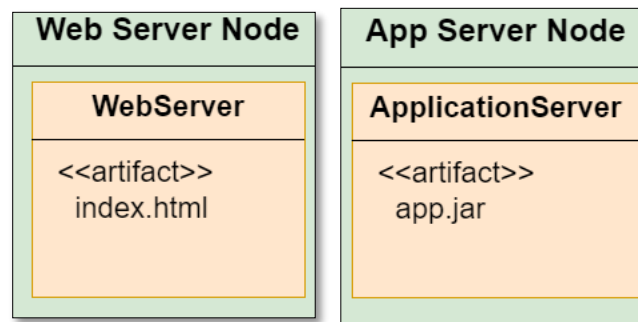 Web Server Node
WebServer
<<artifact>>
index.html
App Server Node
ApplicationServer
<<artifact>>
app.jar